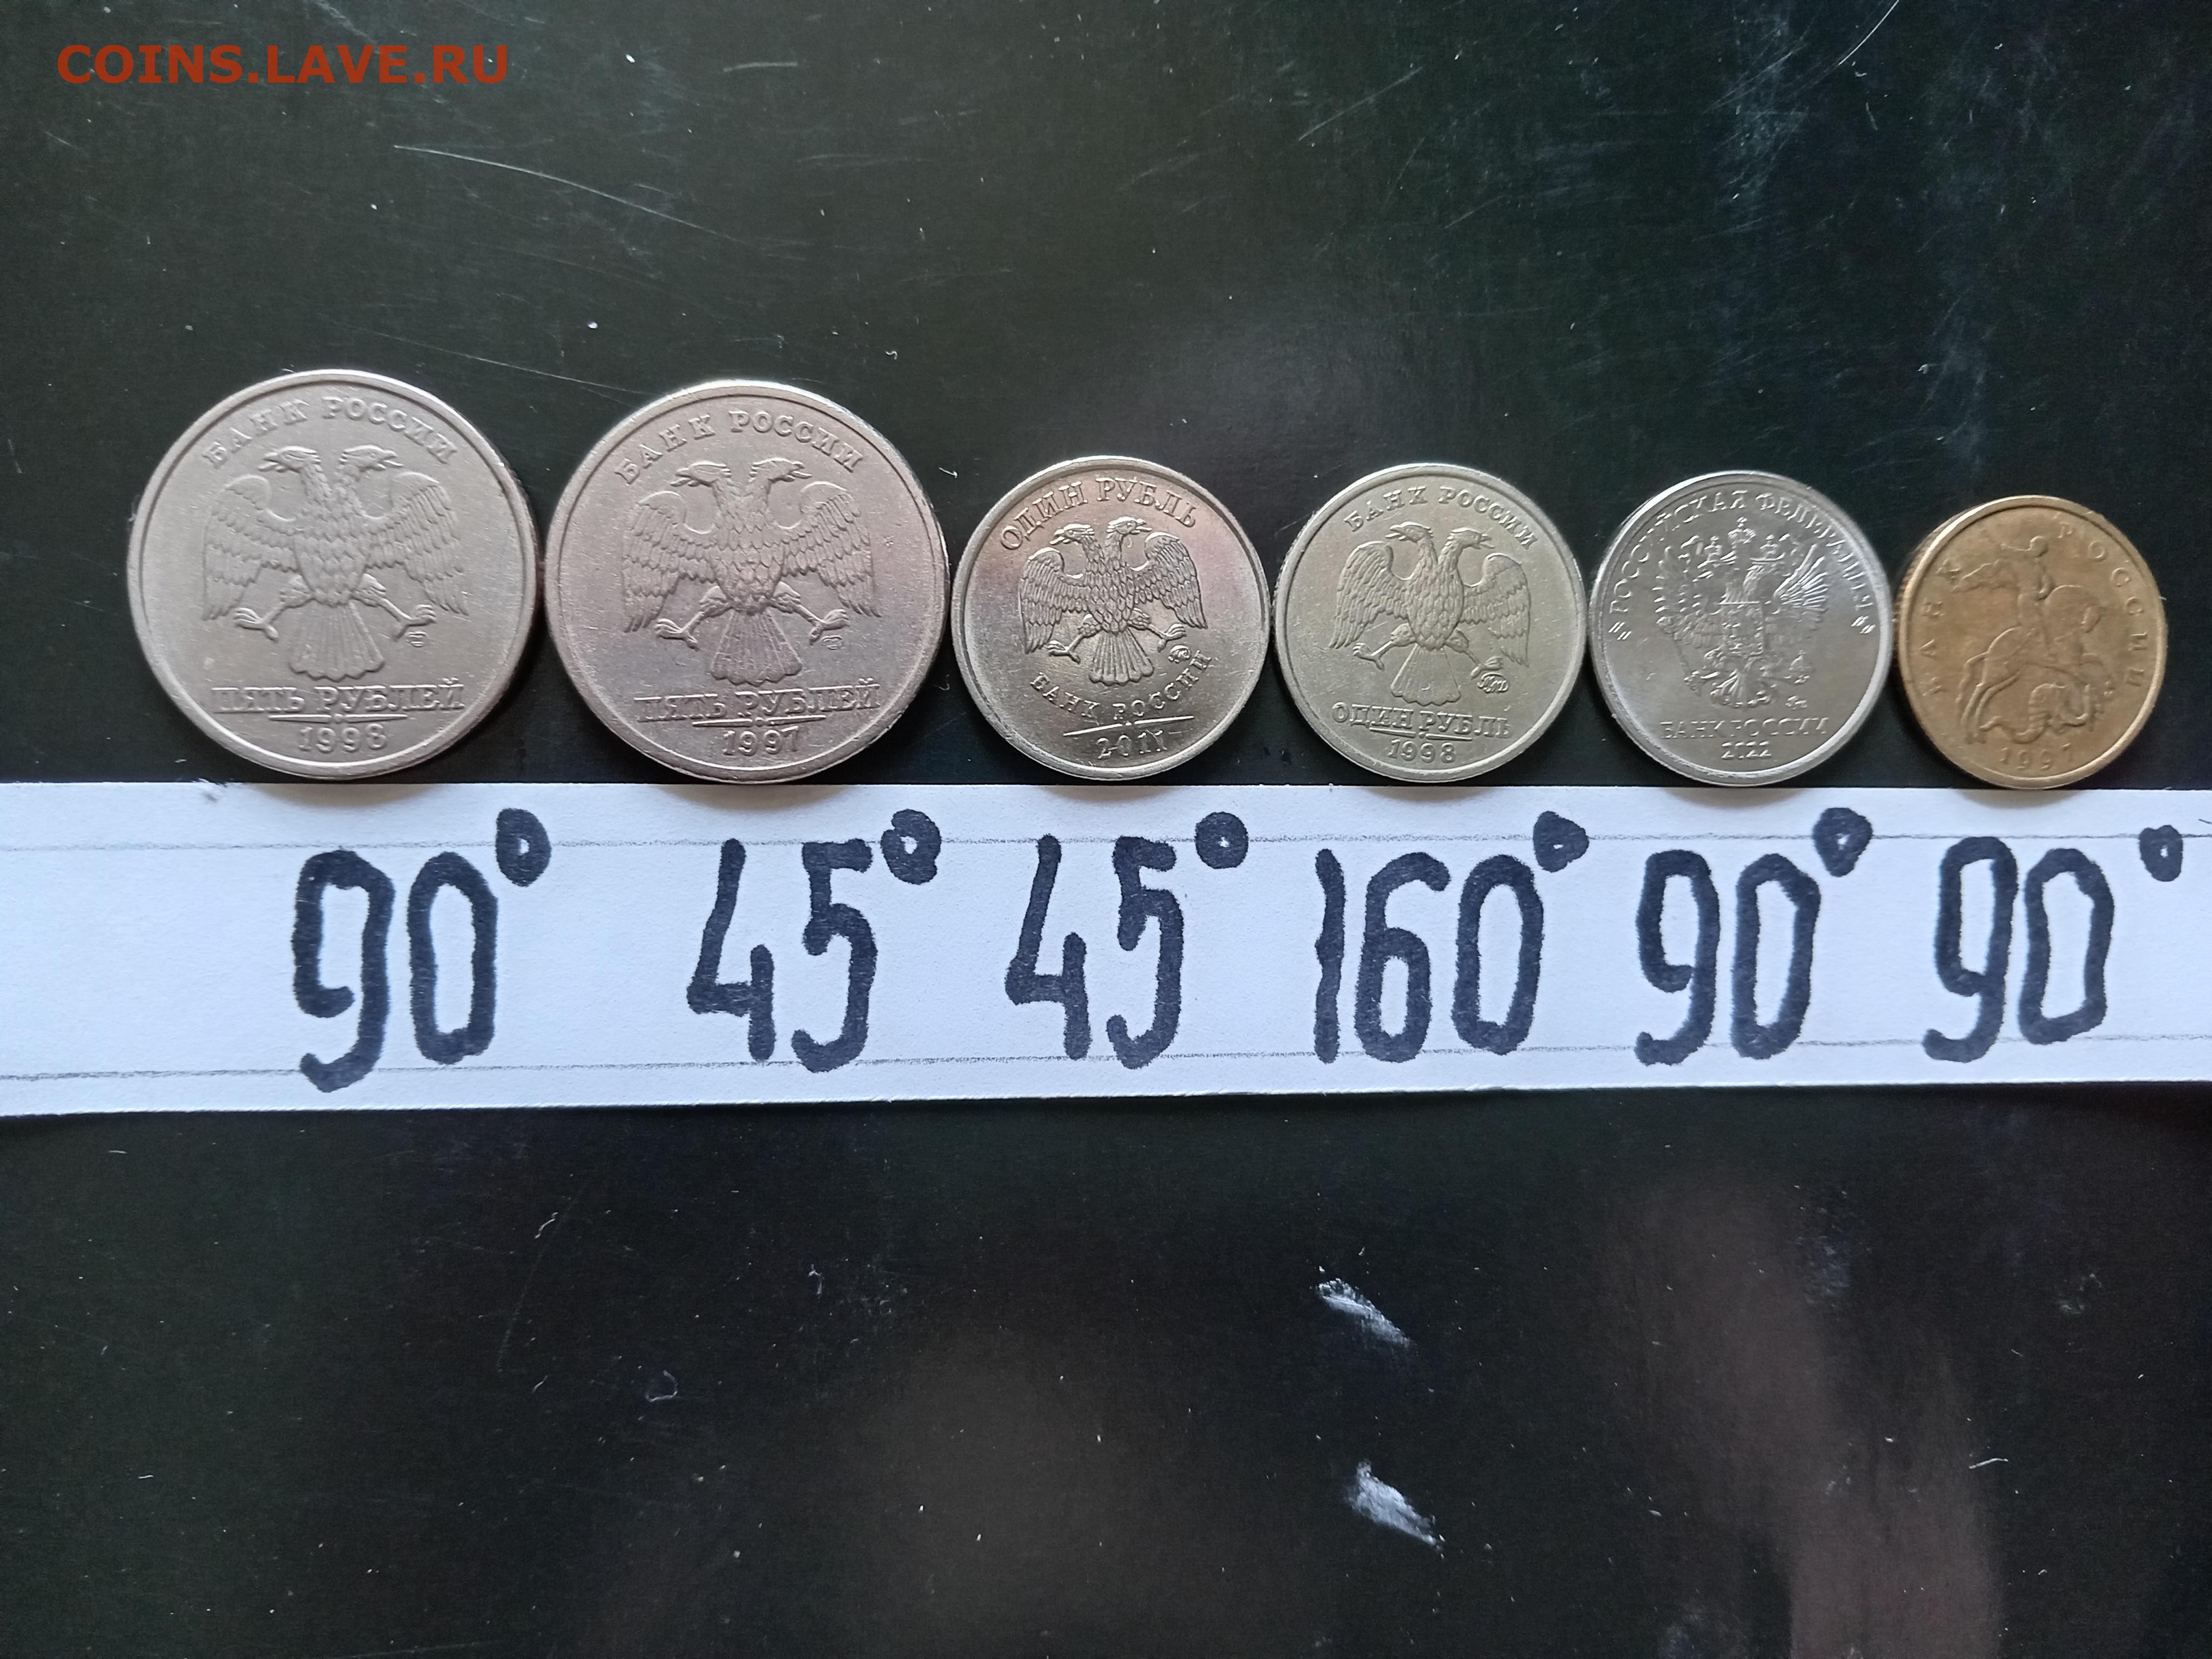 COINS.LAVE.RU
БАНК РОССИИ
ПЯТЬ РУБЛЕЙ
1998
БАНК РОССИИ
ПЯТЬ РУБЛЕЙ
1997
ОДИН РУБЛЬ
БАНК РОССИИ
2011
БАНК РОССИИ
ОДИН РУБЛЬ
1998
РОССИЙСКАЯ ФЕДЕРАЦИЯ
БАНК РОССИИ
2022
БАНК РОССИИ
1997
90° 45° 45° 160° 90° 90°